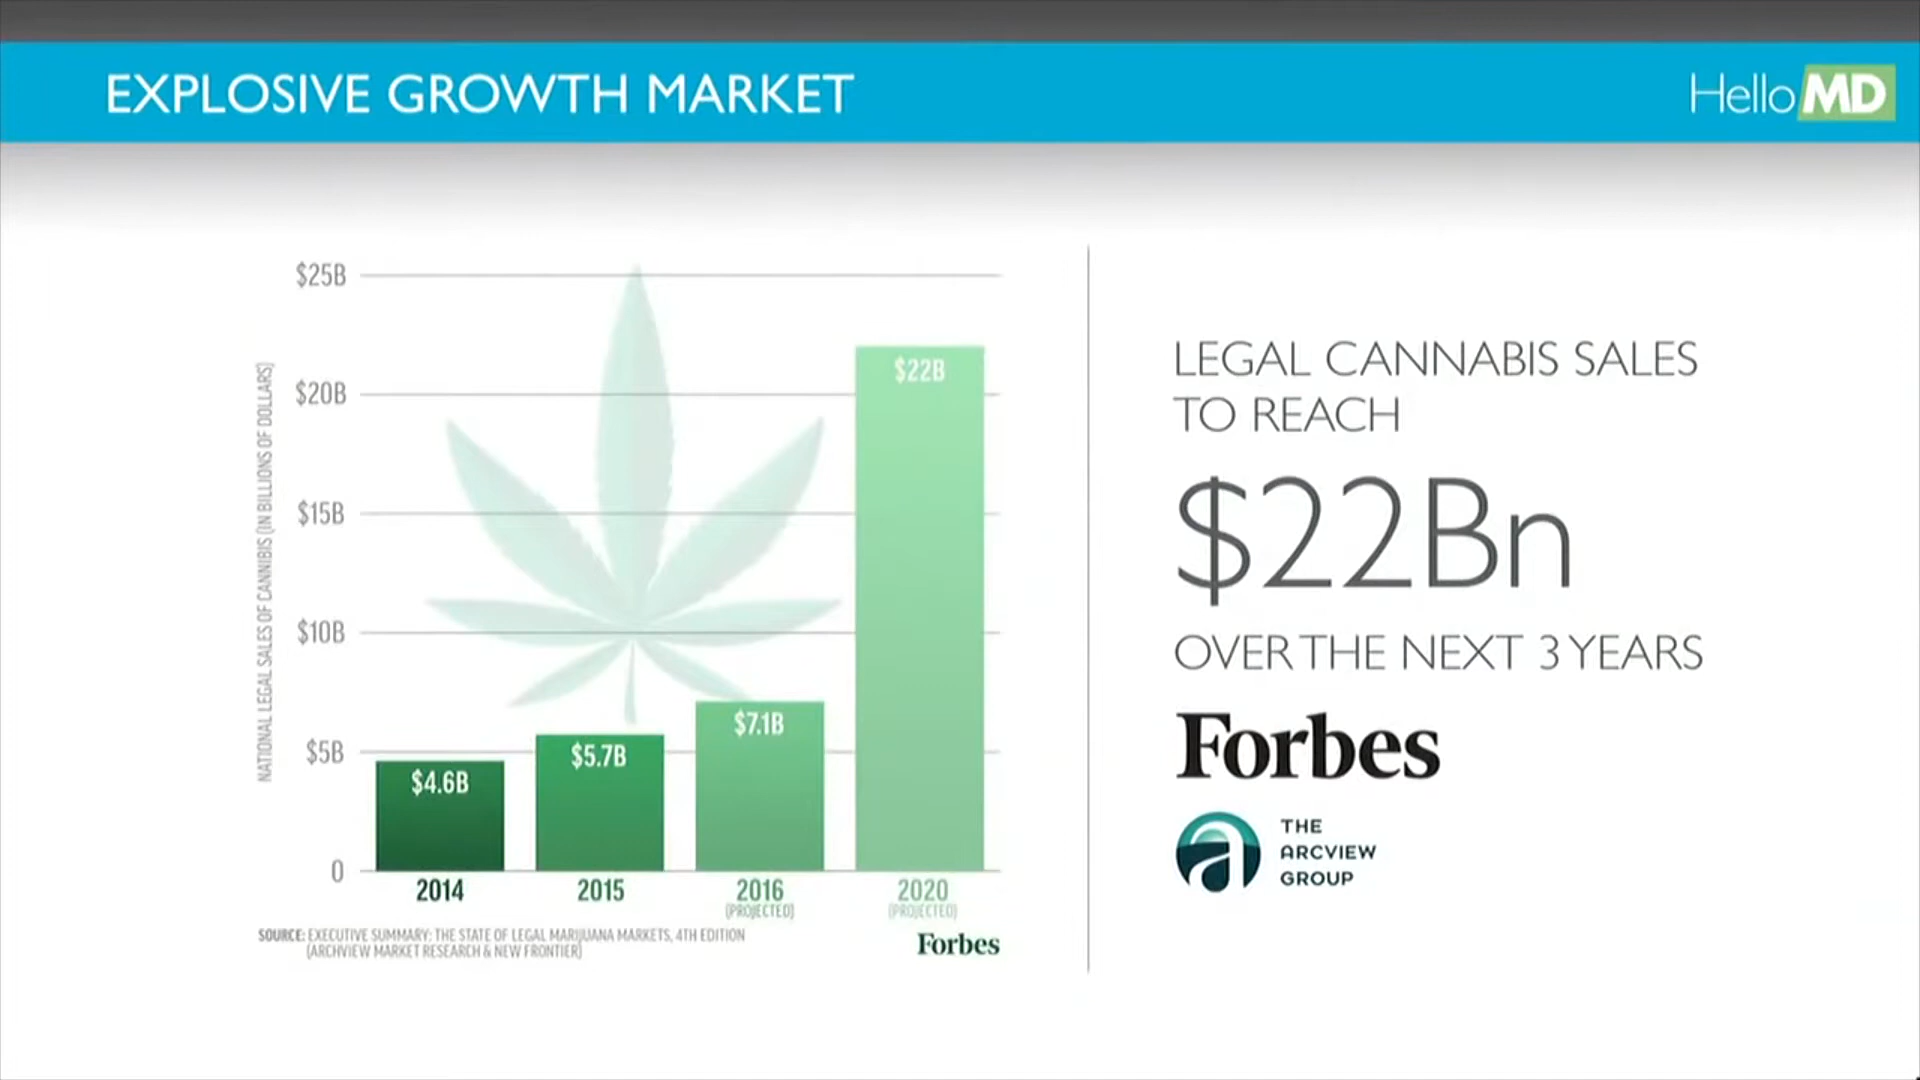 EXPLOSIVE GROWTH MARKET
HelloMD
NATIONAL LEGAL SALES OF CANNIBIS (IN BILLIONS OF DOLLARS)
$25B
$20B
$15B
$10B
$5B
0
$4.6B
$5.7B
$7.1B
$22B
2014
2015
2016
(PROJECTED)
2020
(PROJECTED)
SOURCE: EXECUTIVE SUMMARY: THE STATE OF LEGAL MARIJUANA MARKETS, 4TH EDITION
(ARCHVIEW MARKET RESEARCH & NEW FRONTIER)
Forbes
LEGAL CANNABIS SALES
TO REACH
$22Bn
OVER THE NEXT 3 YEARS
Forbes
THE
ARCVIEW
GROUP